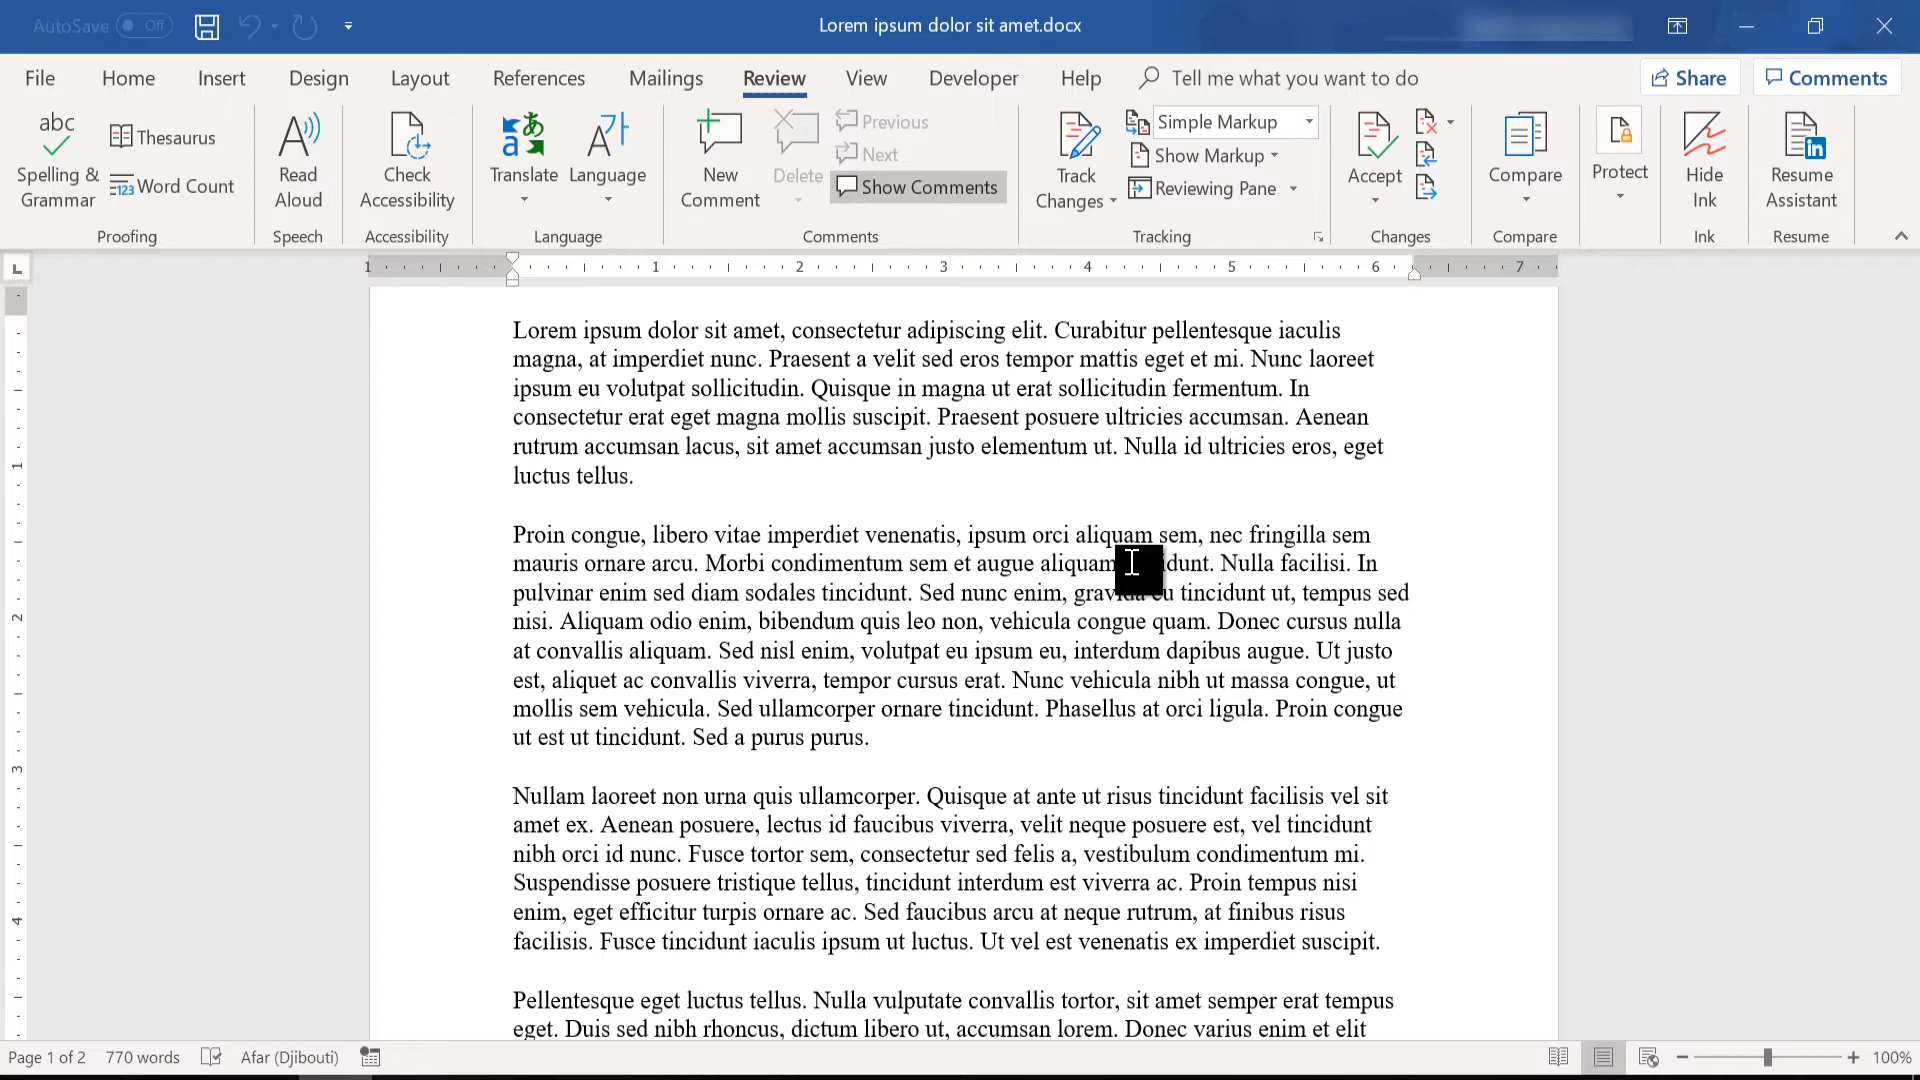 AutoSave Off
Lorem ipsum dolor sit amet.docx
File Home Insert Design Layout References Mailings Review View Developer Help Tell me what you want to do Share Comments
abc
Spelling & Grammar
Thesaurus
123 Word Count
Proofing
Read Aloud
Speech
Check Accessibility
Accessibility
Translate
Language
Language
New Comment
Delete
Previous
Next
Show Comments
Comments
Track Changes
Simple Markup
Show Markup
Reviewing Pane
Tracking
Accept
Changes
Compare
Compare
Protect
Hide Ink
Ink
Resume Assistant
Resume
1 1 2 3 4 5 6 7
Lorem ipsum dolor sit amet, consectetur adipiscing elit. Curabitur pellentesque iaculis
magna, at imperdiet nunc. Praesent a velit sed eros tempor mattis eget et mi. Nunc laoreet
ipsum eu volutpat sollicitudin. Quisque in magna ut erat sollicitudin fermentum. In
consectetur erat eget magna mollis suscipit. Praesent posuere ultricies accumsan. Aenean
rutrum accumsan lacus, sit amet accumsan justo elementum ut. Nulla id ultricies eros, eget
luctus tellus.
Proin congue, libero vitae imperdiet venenatis, ipsum orci aliquam sem, nec fringilla sem
mauris ornare arcu. Morbi condimentum sem et augue aliquam Nulla facilisi. In
pulvinar enim sed diam sodales tincidunt. Sed nunc enim, gravida eu tincidunt ut, tempus sed
nisi. Aliquam odio enim, bibendum quis leo non, vehicula congue quam. Donec cursus nulla
at convallis aliquam. Sed nisl enim, volutpat eu ipsum eu, interdum dapibus augue. Ut justo
est, aliquet ac convallis viverra, tempor cursus erat. Nunc vehicula nibh ut massa congue, ut
mollis sem vehicula. Sed ullamcorper ornare tincidunt. Phasellus at orci ligula. Proin congue
ut est ut tincidunt. Sed a purus purus.
Nullam laoreet non urna quis ullamcorper. Quisque at ante ut risus tincidunt facilisis vel sit
amet ex. Aenean posuere, lectus id faucibus viverra, velit neque posuere est, vel tincidunt
nibh orci id nunc. Fusce tortor sem, consectetur sed felis a, vestibulum condimentum mi.
Suspendisse posuere tristique tellus, tincidunt interdum est viverra ac. Proin tempus nisi
enim, eget efficitur turpis ornare ac. Sed faucibus arcu at neque rutrum, at finibus risus
facilisis. Fusce tincidunt iaculis ipsum ut luctus. Ut vel est venenatis ex imperdiet suscipit.
Pellentesque eget luctus tellus. Nulla vulputate convallis tortor, sit amet semper erat tempus
eget. Duis sed nibh rhoncus, dictum libero ut, accumsan lorem. Donec varius enim et elit
1
2
3
4
Page 1 of 2 770 words Afar (Djibouti) 100%